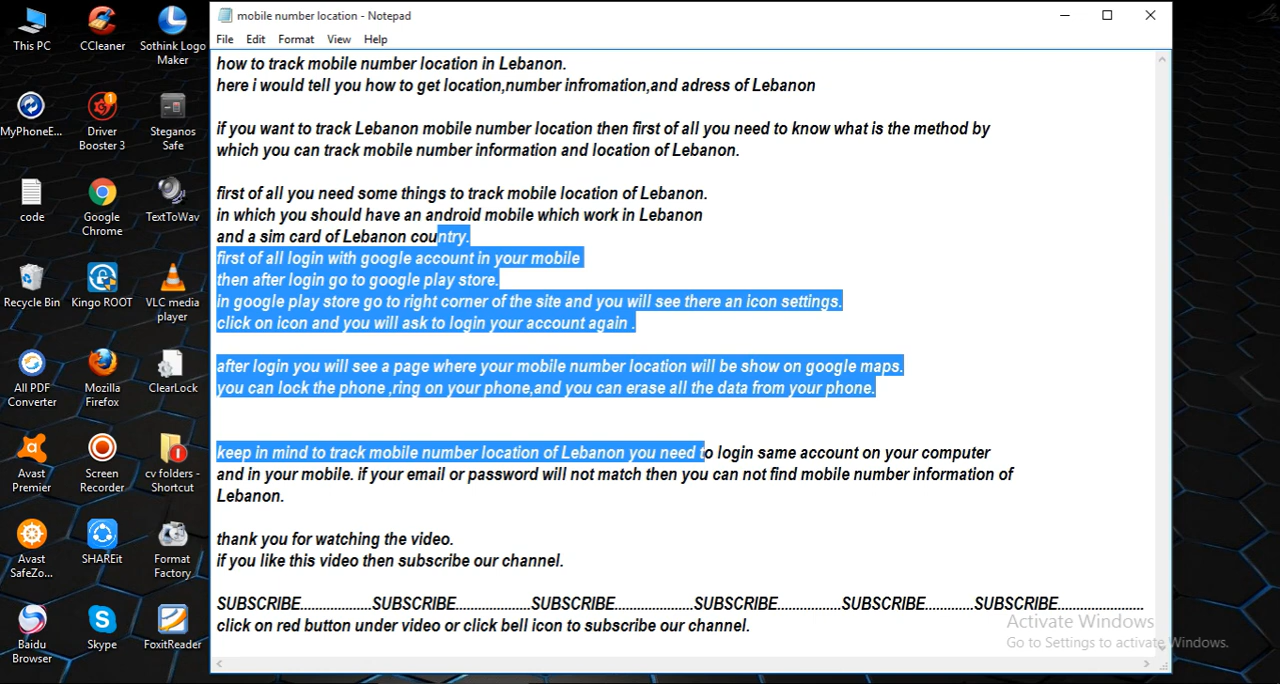 mobile number location - Notepad
File Edit Format View Help
how to track mobile number location in Lebanon.
here i would tell you how to get location,number infromation,and adress of Lebanon
if you want to track Lebanon mobile number location then first of all you need to know what is the method by
which you can track mobile number information and location of Lebanon.
first of all you need some things to track mobile location of Lebanon.
in which you should have an android mobile which work in Lebanon
and a sim card of Lebanon country.
first of all login with google account in your mobile
then after login go to google play store.
in google play store go to right corner of the site and you will see there an icon settings.
click on icon and you will ask to login your account again .
after login you will see a page where your mobile number location will be show on google maps.
you can lock the phone ,ring on your phone,and you can erase all the data from your phone.
keep in mind to track mobile number location of Lebanon you need to login same account on your computer
and in your mobile. if your email or password will not match then you can not find mobile number information of
Lebanon.
thank you for watching the video.
if you like this video then subscribe our channel.
SUBSCRIBE..................SUBSCRIBE...................SUBSCRIBE....................SUBSCRIBE................SUBSCRIBE............SUBSCRIBE......................
click on red button under video or click bell icon to subscribe our channel.
Activate Windows
Go to Settings to activate Windows.
This PC
CCleaner
Sothink Logo
Maker
MyPhoneE...
Driver
Booster 3
Steganos
Safe
code
Google
Chrome
TextToWav
Recycle Bin
Kingo ROOT
VLC media
player
All PDF
Converter
Mozilla
Firefox
ClearLock
Avast
Premier
Screen
Recorder
cv folders -
Shortcut
Avast
SafeZo...
SHAREit
Format
Factory
Baidu
Browser
Skype
FoxitReader